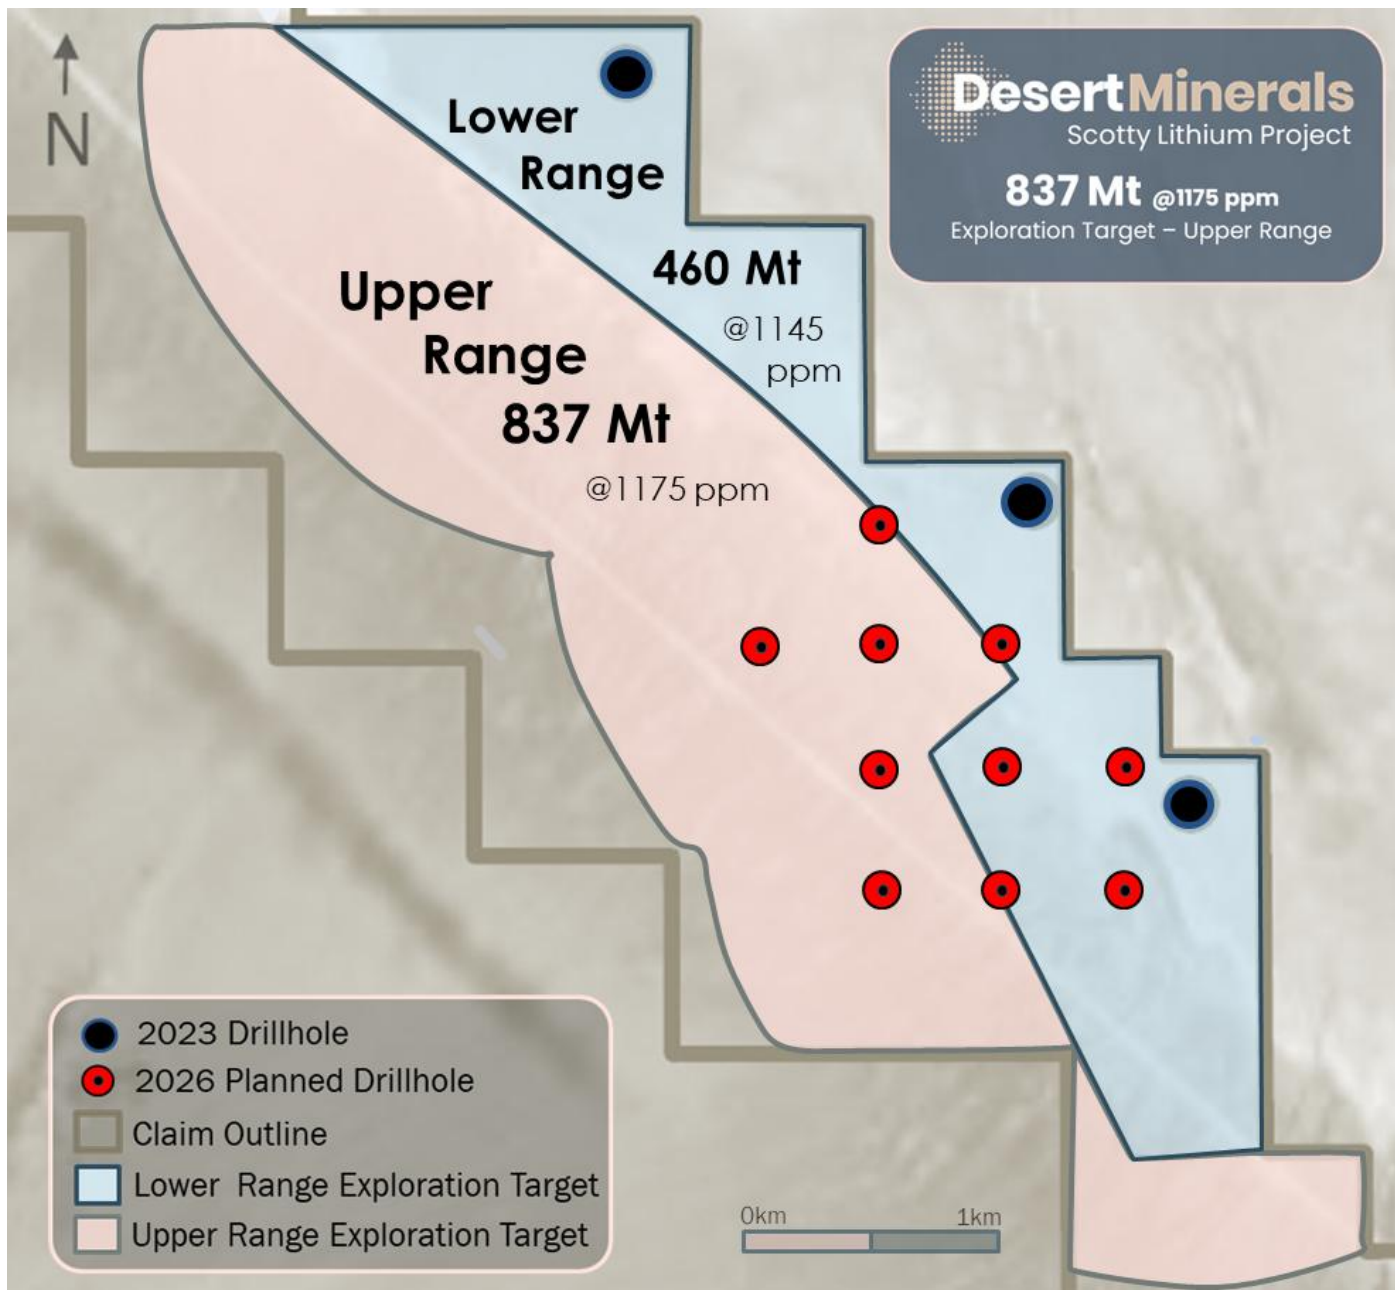 N
Lower
Range
460 Mt
@1145
ppm
Upper
Range
837 Mt
@1175 ppm
DesertMinerals
Scotty Lithium Project
837 Mt @1175 ppm
Exploration Target – Upper Range
2023 Drillhole
2026 Planned Drillhole
Claim Outline
Lower Range Exploration Target
Upper Range Exploration Target
0km 1km